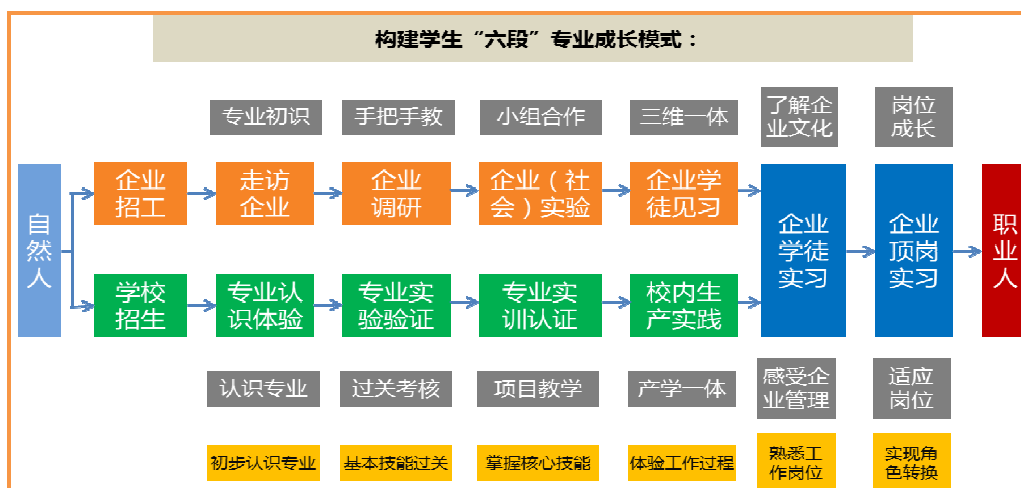 构建学生“六段”专业成长模式：
专业初识 手把手教 小组合作 三维一体 了解企 岗位
业文化 成长
自然人
企业
招工
走访
企业
企业
调研
企业（社
会）实验
企业学
徒见习
学校
招生
专业认
识体验
专业实
验验证
专业实
训认证
校内生
产实践
企业
学徒
实习
企业
顶岗
实习
职业人
认识专业 过关考核 项目教学 产学一体 感受企 适应
业管理 岗位
初步认识专业 基本技能过关 掌握核心技能 体验工作过程 熟悉工 实现角
作岗位 色转换